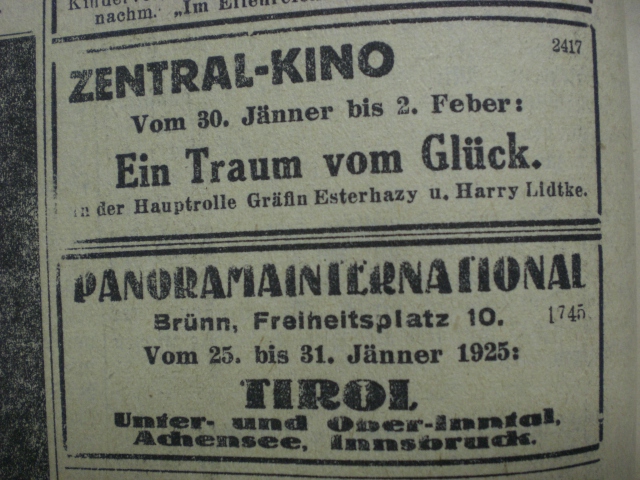 nachm. „Im
ZENTRAL-KINO 2417
Vom 30. Jänner bis 2. Feber:
Ein Traum vom Glück.
in der Hauptrolle Gräfin Esterhazy u. Harry Lidtke.
PANORAMAINTERNATIONAL
Brünn, Freiheitsplatz 10. 1745
Vom 25. bis 31. Jänner 1925:
TIROL
Unter- und Ober-Inntal,
Achensee, Innsbruck.